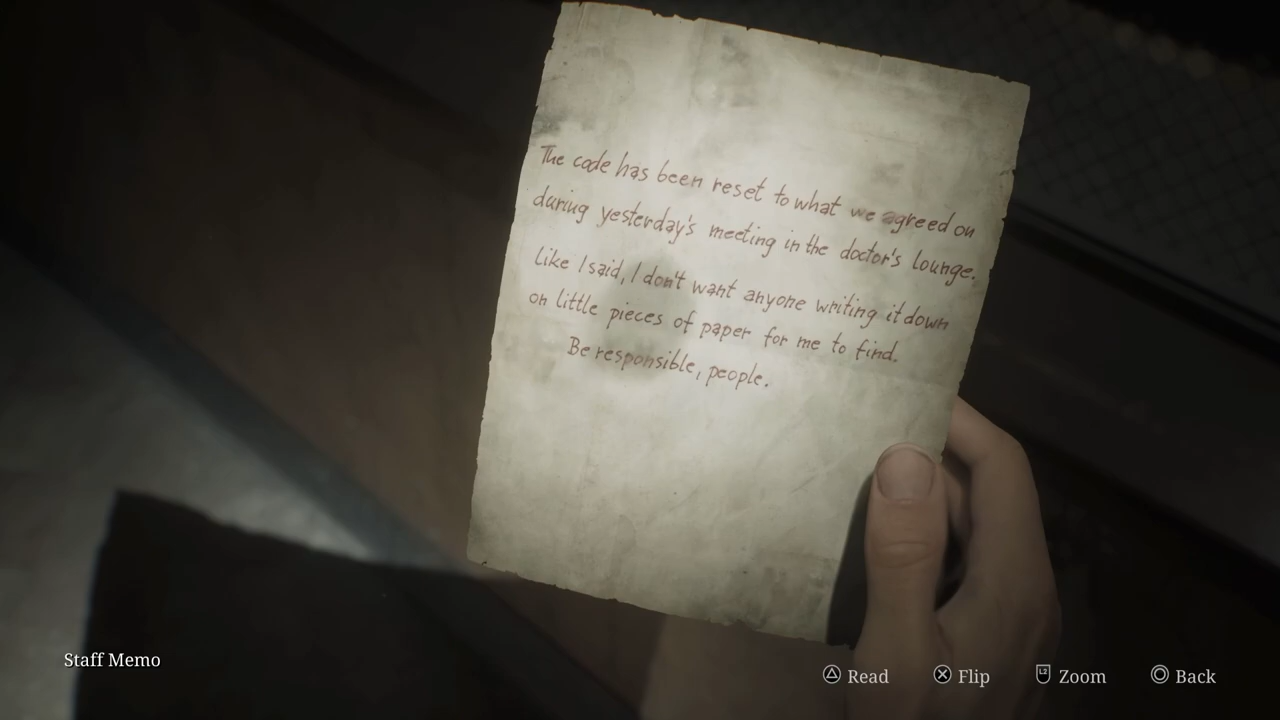 The code has been reset to what we agreed on
during yesterday's meeting in the doctor's lounge.
Like I said, I don't want anyone writing it down
on little pieces of paper for me to find.
Be responsible, people.
Staff Memo
Read
Flip
L2 Zoom
Back